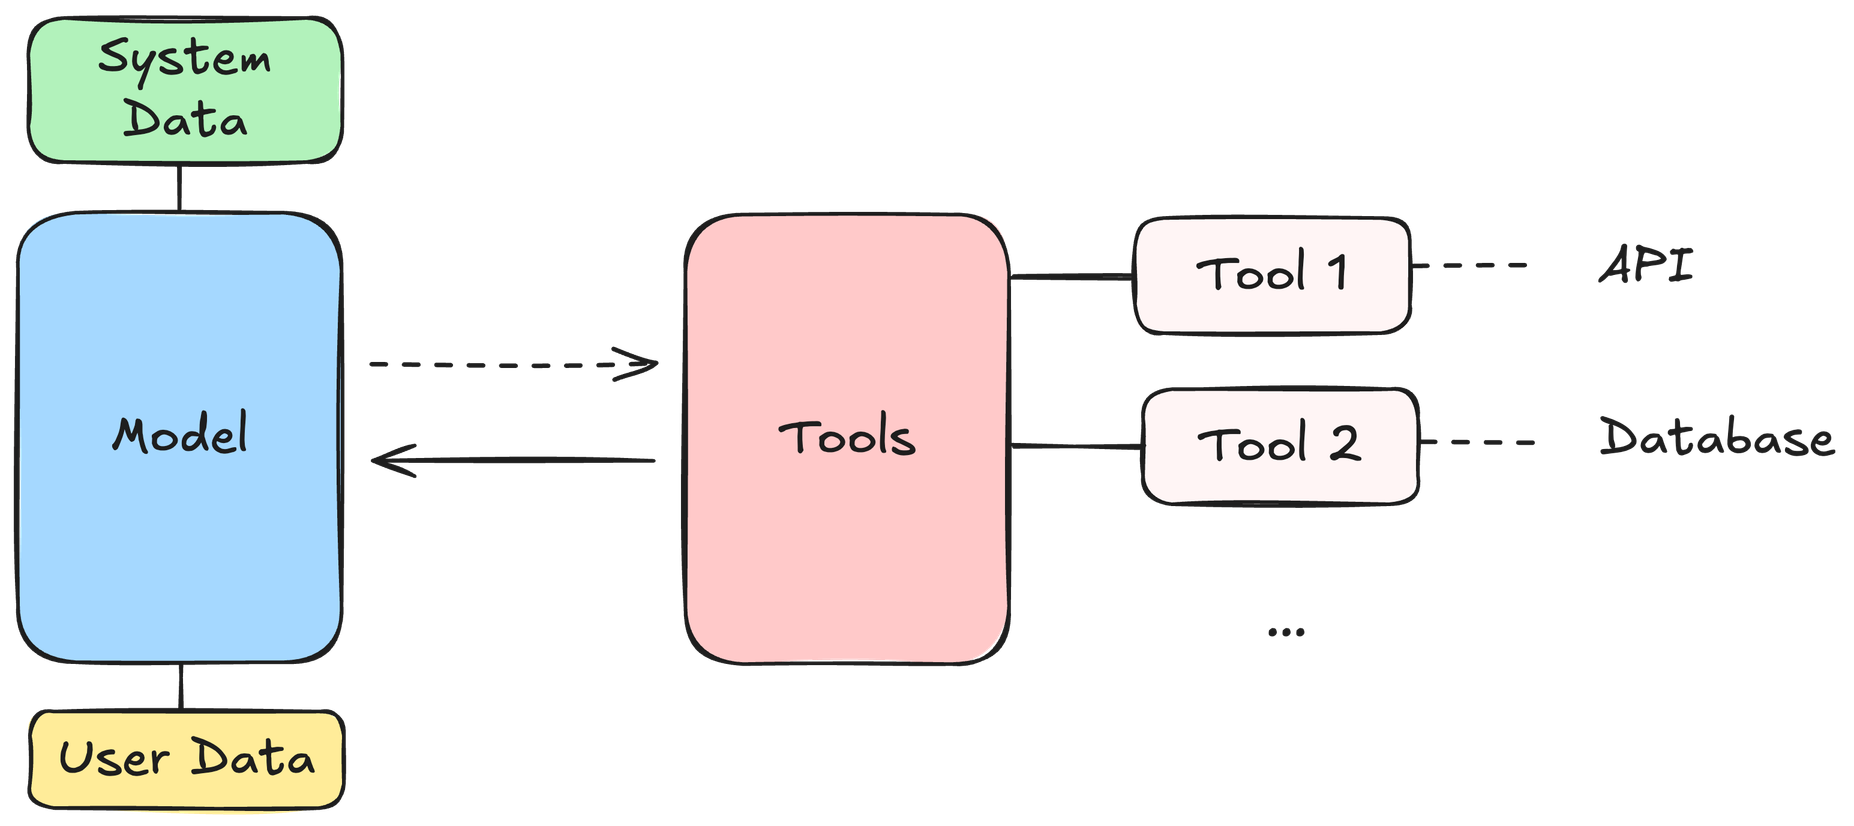 System
Data
Model
User Data
Tools
Tool 1
API
Tool 2
Database
...